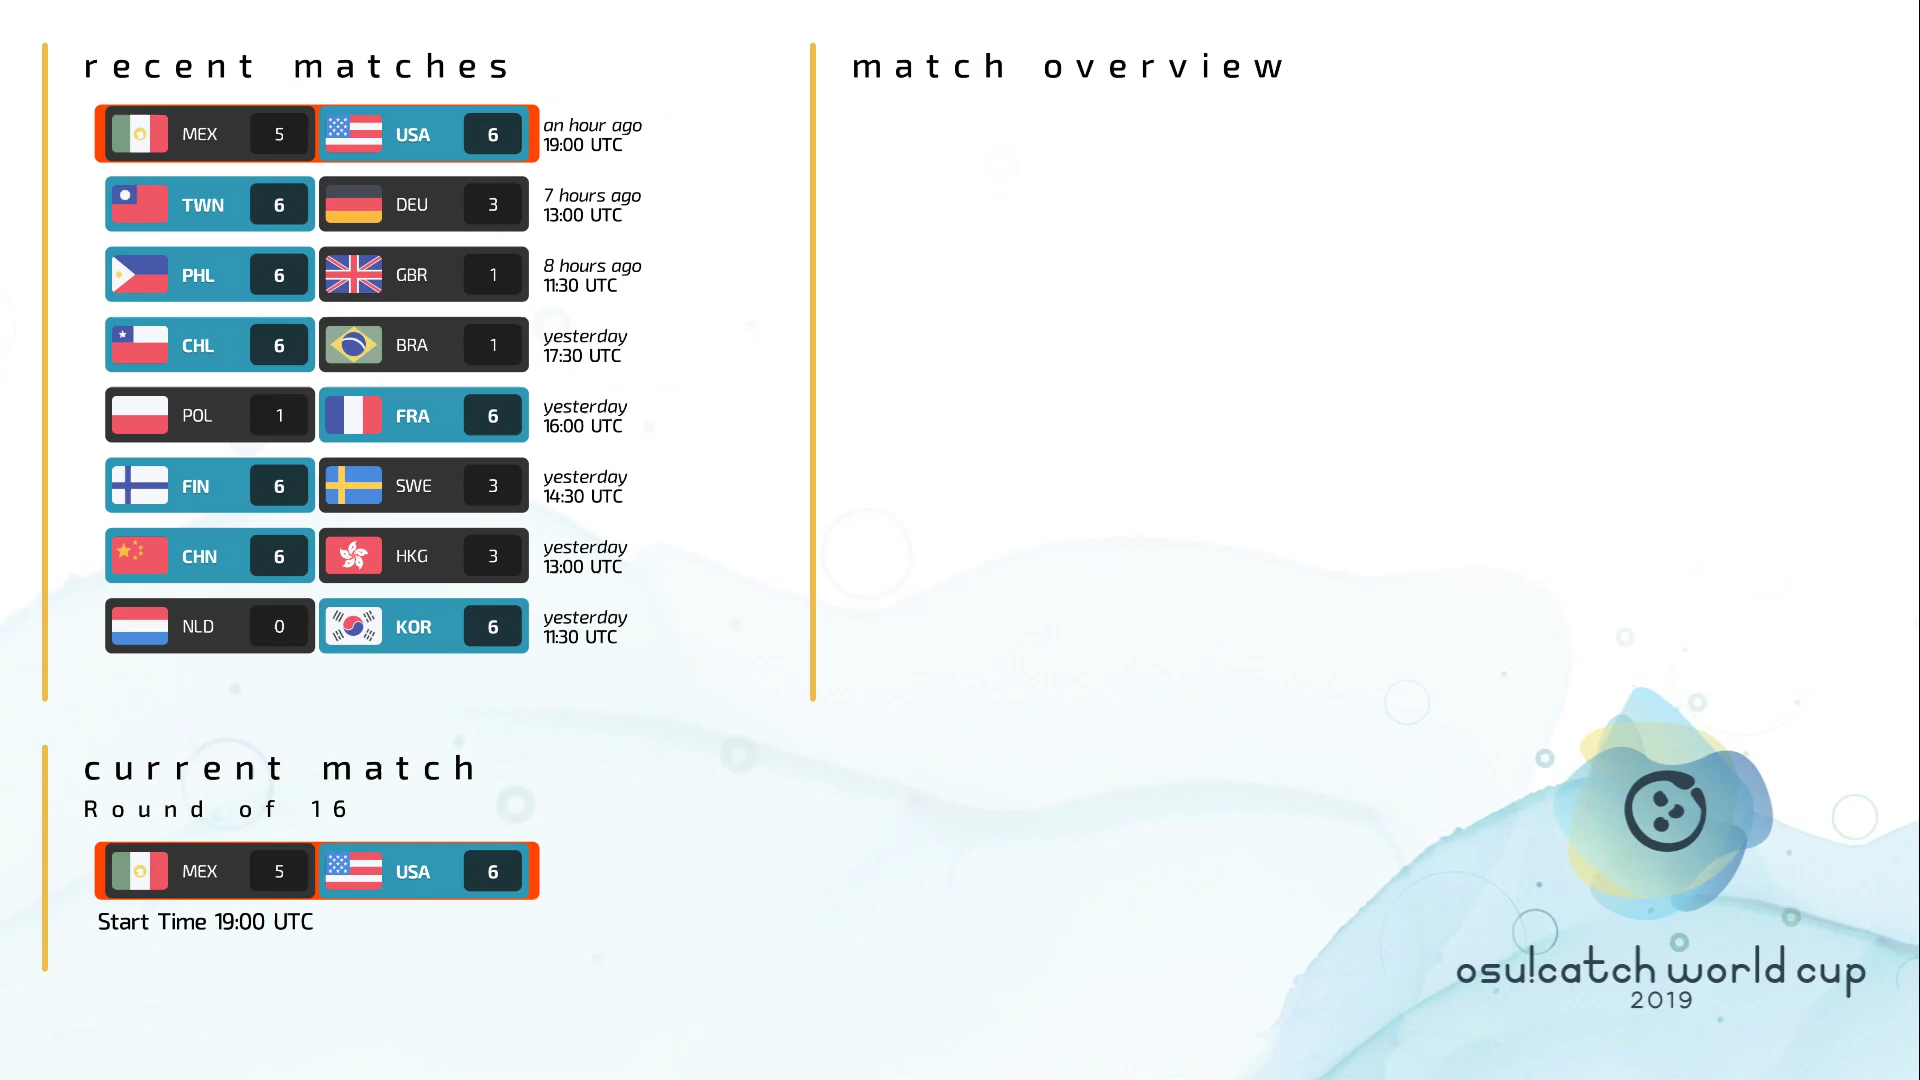 recent matches
MEX 5 USA 6 an hour ago
19:00 UTC
TWN 6 DEU 3 7 hours ago
13:00 UTC
PHL 6 GBR 1 8 hours ago
11:30 UTC
CHL 6 BRA 1 yesterday
17:30 UTC
POL 1 FRA 6 yesterday
16:00 UTC
FIN 6 SWE 3 yesterday
14:30 UTC
CHN 6 HKG 3 yesterday
13:00 UTC
NLD 0 KOR 6 yesterday
11:30 UTC
match overview
current match
Round of 16
MEX 5 USA 6
Start Time 19:00 UTC
osu!catch world cup
2019